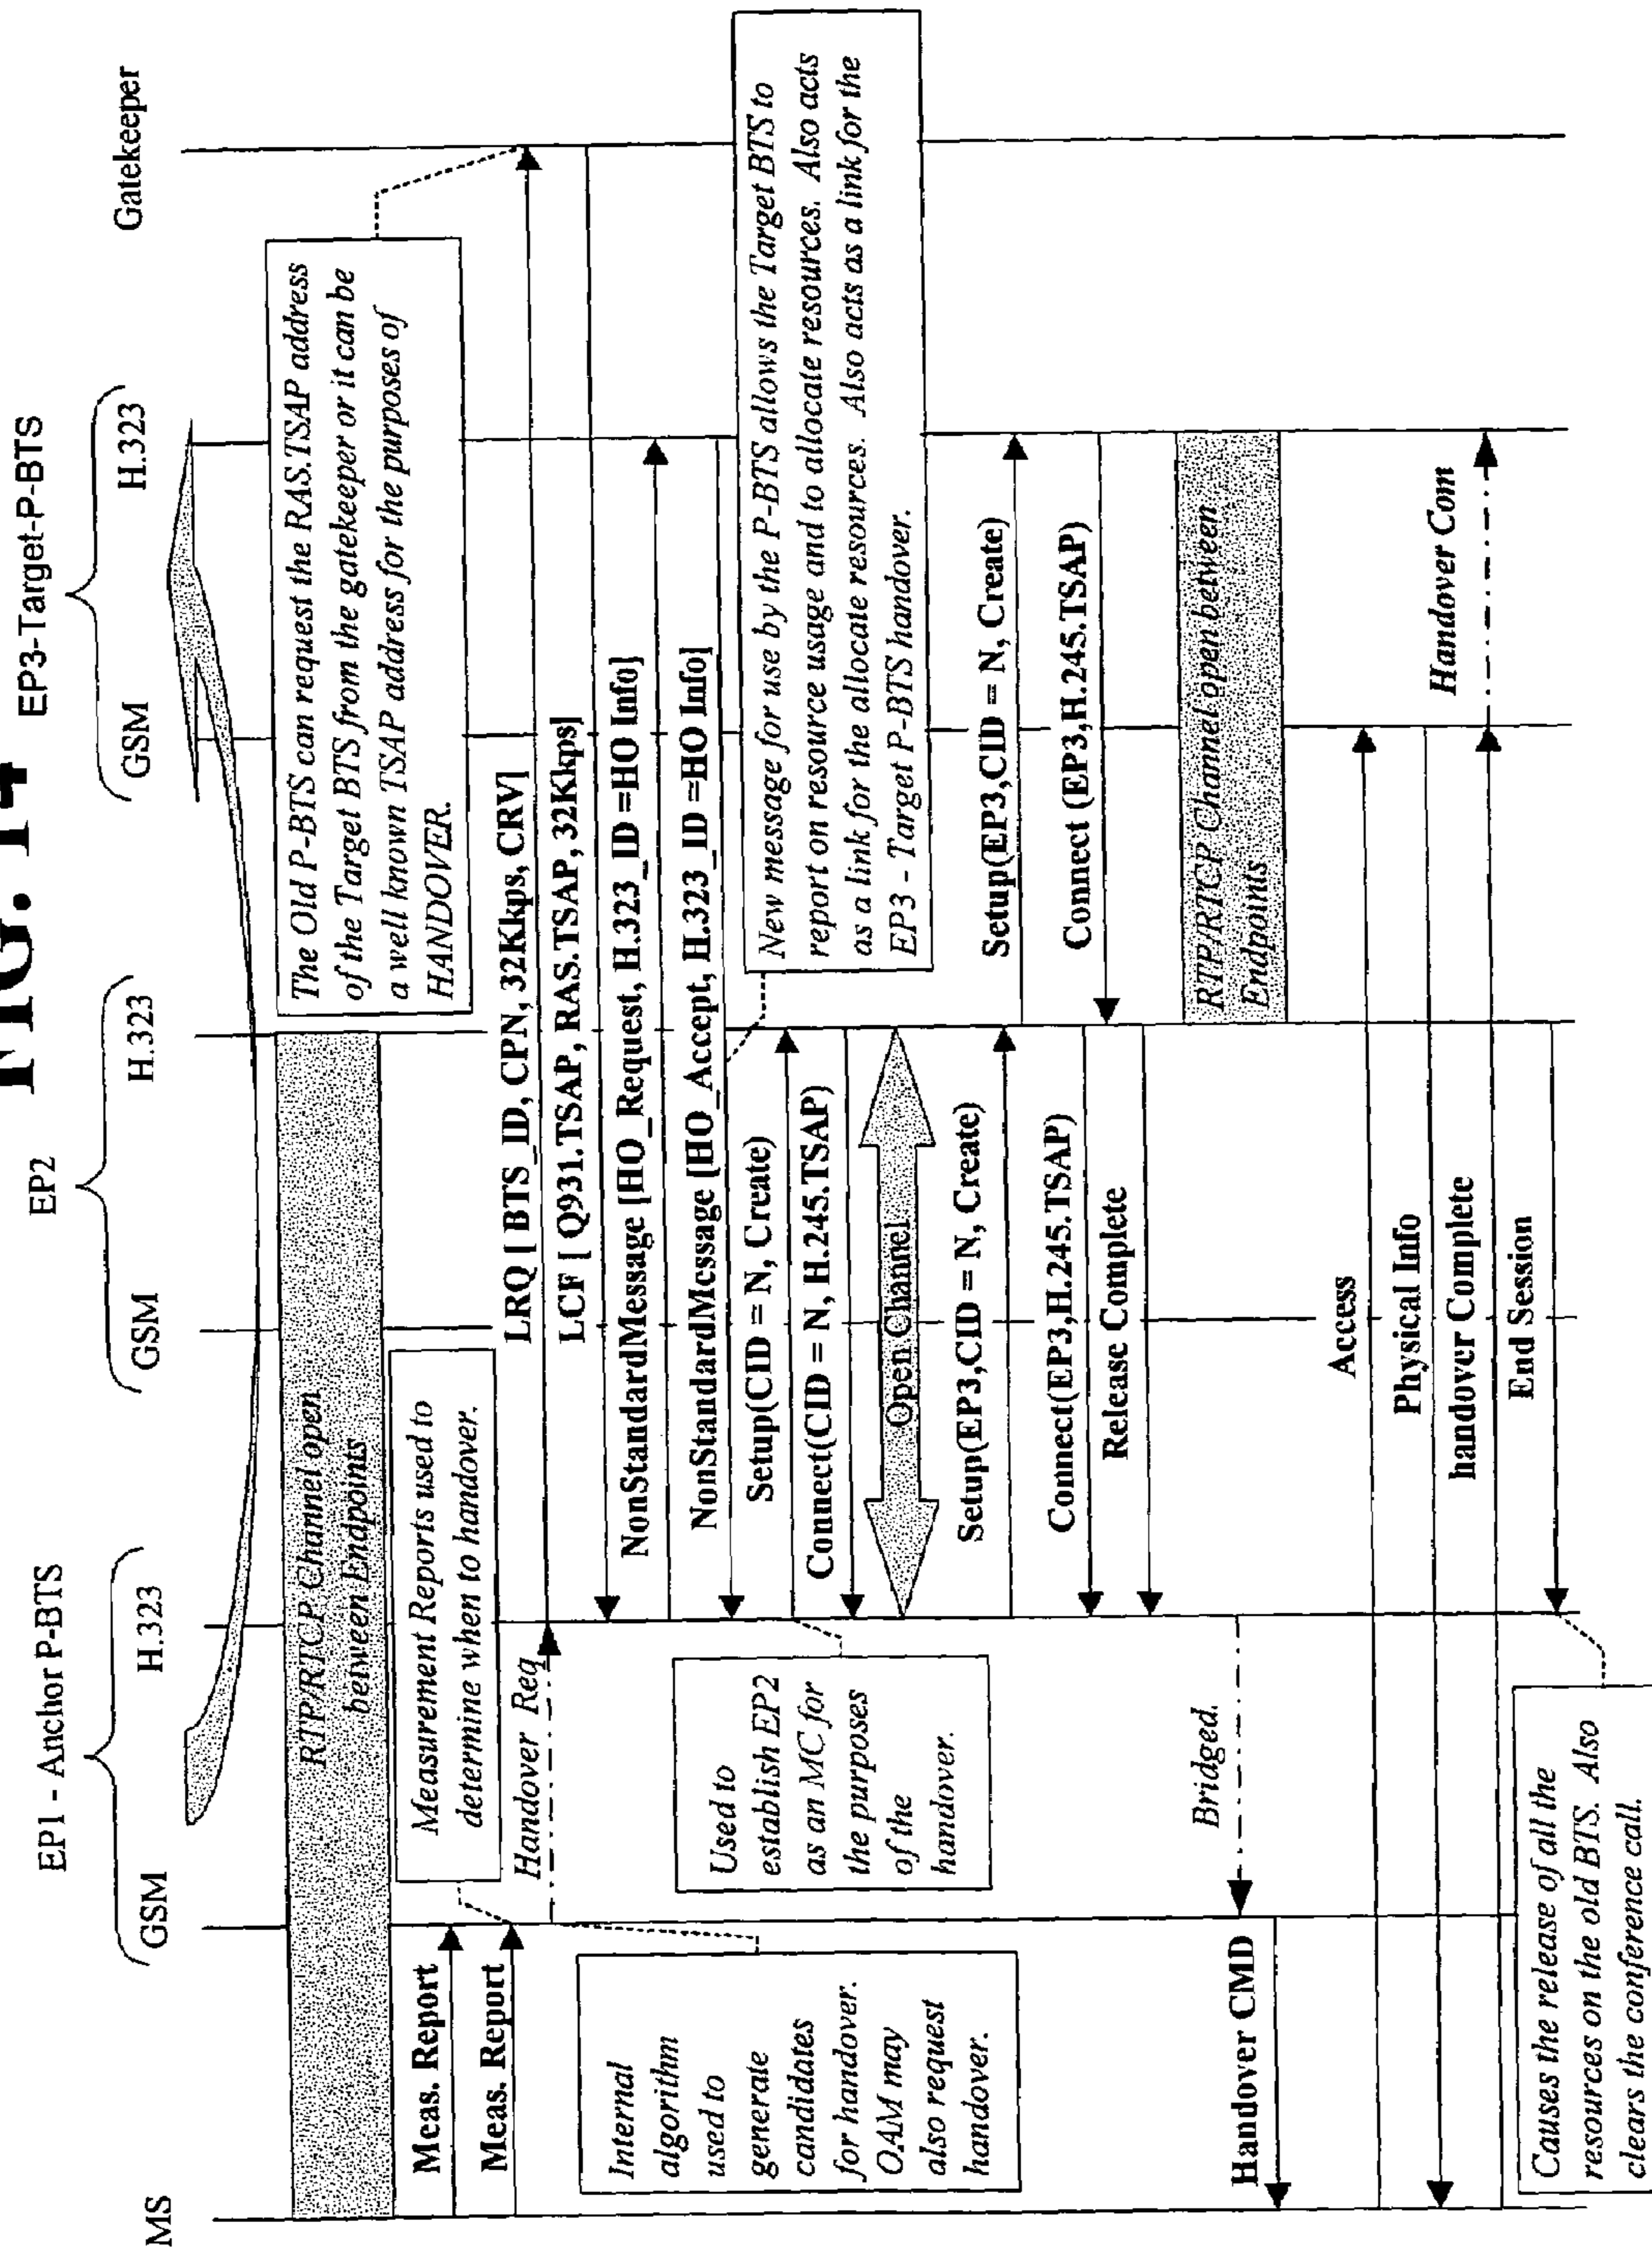 FIG. 14
EP1 - Anchor P-BTS
EP2
EP3-Target-P-BTS
MS
GSM
H.323
GSM
H.323
GSM
H.323
Gatekeeper
RTP/RTCP Channel open
between Endpoints
The Old P-BTS can request the RAS.TSAP address
of the Target BTS from the gatekeeper or it can be
a well known TSAP address for the purposes of
HANDOVER.
Meas. Report
Meas. Report
Measurement Reports used to
determine when to handover.
Handover Req
LRQ [ BTS_ID, CPN, 32Kkps, CRV]
LCF [ Q931.TSAP, RAS.TSAP, 32Kkps]
NonStandardMessage [HO_Request, H.323_ID =HO Info]
NonStandardMessage [HO_Accept, H.323_ID =HO Info]
Internal
algorithm
used to
generate
candidates
for handover.
OAM may
also request
handover.
Used to
establish EP2
as an MC for
the purposes
of the
handover.
Setup(CID = N, Create)
Connect(CID = N, H.245.TSAP)
Open Channel
New message for use by the P-BTS allows the Target BTS to
report on resource usage and to allocate resources. Also acts
as a link for the allocate resources. Also acts as a link for the
EP3 - Target P-BTS handover.
Setup(EP3,CID = N, Create)
Setup(EP3,CID = N, Create)
Connect(EP3,H.245.TSAP)
Connect (EP3,H.245.TSAP)
Release Complete
RTP/RTCP Channel open between
Endpoints
Bridged.
Handover CMD
Access
Physical Info
handover Complete
Handover Com
End Session
Causes the release of all the
resources on the old BTS. Also
clears the conference call.